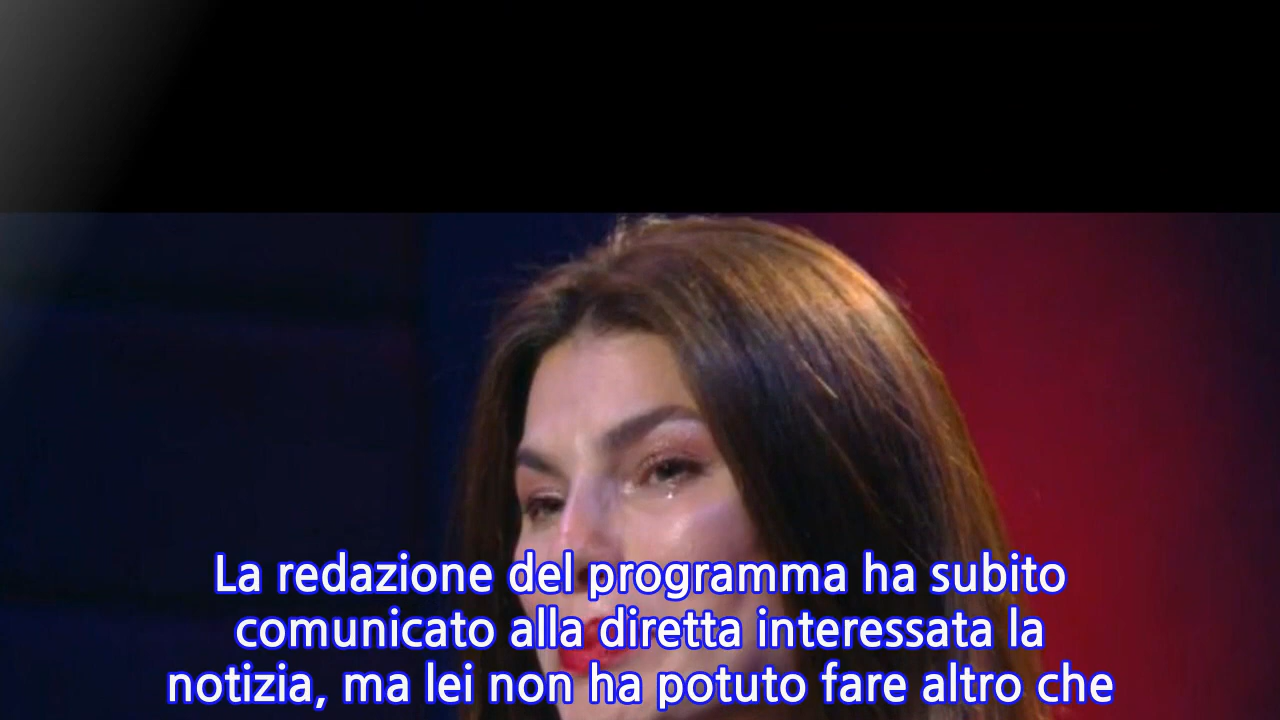 La redazione del programma ha subito
comunicato alla diretta interessata la
notizia, ma lei non ha potuto fare altro che